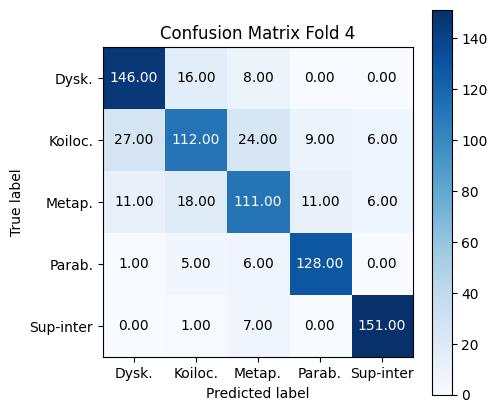 Confusion Matrix Fold 4
Dysk. 146.00 16.00 8.00 0.00 0.00
Koiloc. 27.00 112.00 24.00 9.00 6.00
Metap. 11.00 18.00 111.00 11.00 6.00
Parab. 1.00 5.00 6.00 128.00 0.00
Sup-inter 0.00 1.00 7.00 0.00 151.00
Dysk. Koiloc. Metap. Parab. Sup-inter
Predicted label
True label
140
120
100
80
60
40
20
0